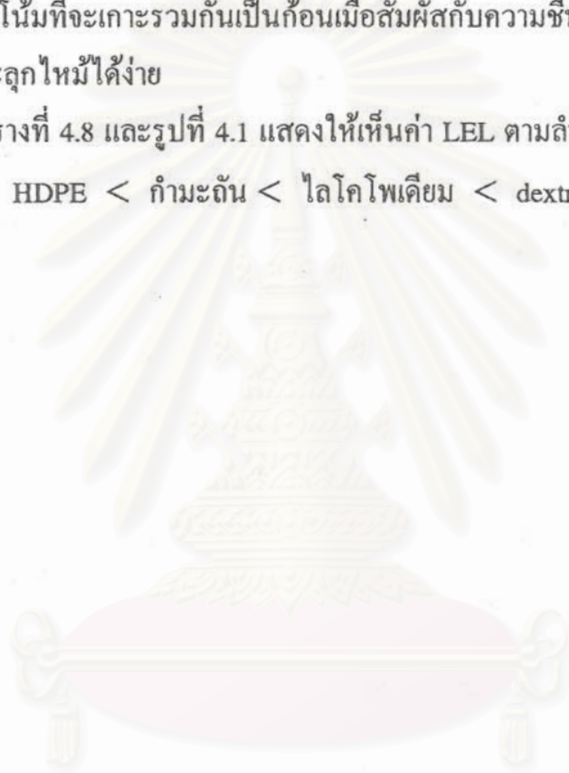 โน้มที่จะเกาะรวมกันเป็นก้อนเมื่อสัมผัสกับความชื้น
ลุกไหม้ได้ง่าย
รางที่ 4.8 และรูปที่ 4.1 แสดงให้เห็นค่า LEL ตามลำ
HDPE < กำมะถัน < ไลโคโพเดียม < dextr